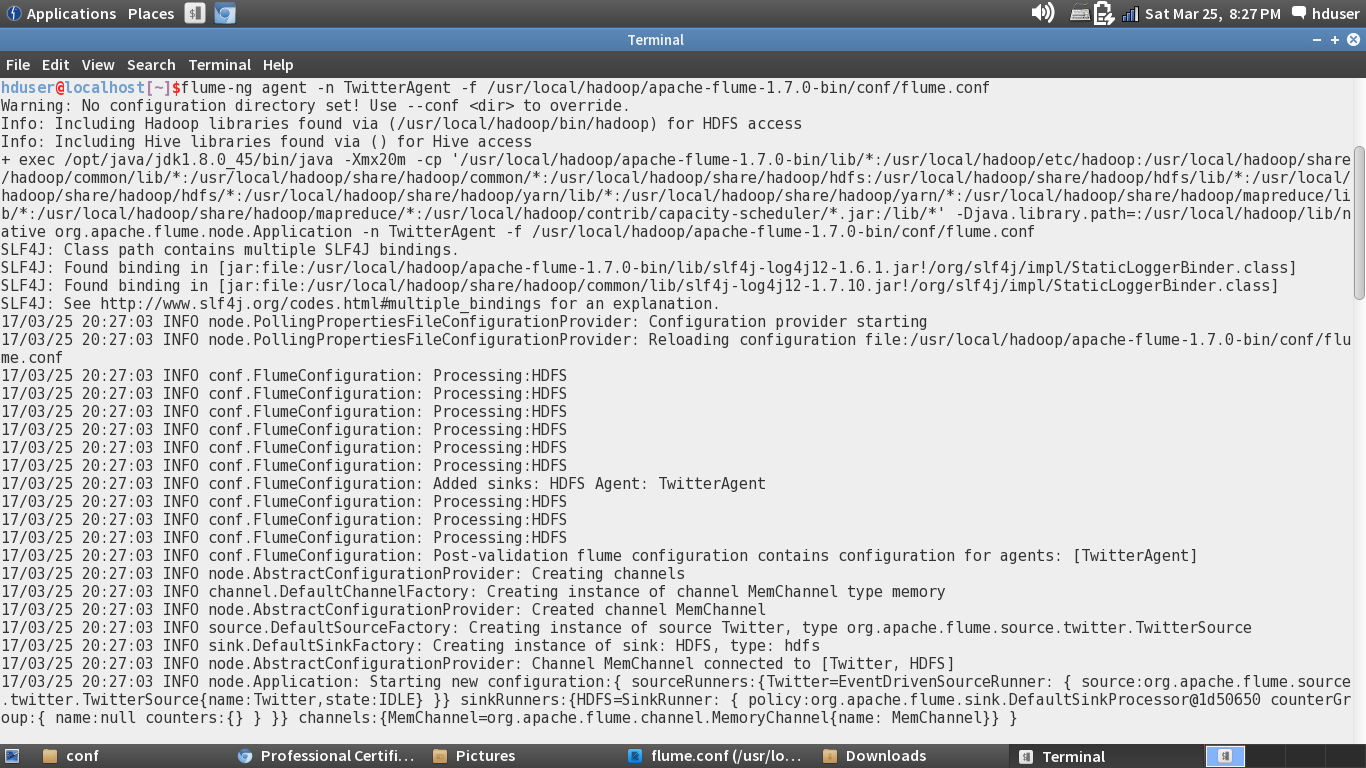 Applications Places
Sat Mar 25, 8:27 PM hduser
Terminal
File Edit View Search Terminal Help
hduser@localhost[~]$flume-ng agent -n TwitterAgent -f /usr/local/hadoop/apache-flume-1.7.0-bin/conf/flume.conf
Warning: No configuration directory set! Use --conf <dir> to override.
Info: Including Hadoop libraries found via (/usr/local/hadoop/bin/hadoop) for HDFS access
Info: Including Hive libraries found via () for Hive access
+ exec /opt/java/jdk1.8.0_45/bin/java -Xmx20m -cp '/usr/local/hadoop/apache-flume-1.7.0-bin/lib/*:/usr/local/hadoop/etc/hadoop:/usr/local/hadoop/share
/hadoop/common/lib/*:/usr/local/hadoop/share/hadoop/common/*:/usr/local/hadoop/share/hadoop/hdfs:/usr/local/hadoop/share/hadoop/hdfs/lib/*:/usr/local/
hadoop/share/hadoop/hdfs/*:/usr/local/hadoop/share/hadoop/yarn/lib/*:/usr/local/hadoop/share/hadoop/yarn/*:/usr/local/hadoop/share/hadoop/mapreduce/li
b/*:/usr/local/hadoop/share/hadoop/mapreduce/*:/usr/local/hadoop/contrib/capacity-scheduler/*.jar:/lib/*' -Djava.library.path=:/usr/local/hadoop/lib/n
ative org.apache.flume.node.Application -n TwitterAgent -f /usr/local/hadoop/apache-flume-1.7.0-bin/conf/flume.conf
SLF4J: Class path contains multiple SLF4J bindings.
SLF4J: Found binding in [jar:file:/usr/local/hadoop/apache-flume-1.7.0-bin/lib/slf4j-log4j12-1.6.1.jar!/org/slf4j/impl/StaticLoggerBinder.class]
SLF4J: Found binding in [jar:file:/usr/local/hadoop/share/hadoop/common/lib/slf4j-log4j12-1.7.10.jar!/org/slf4j/impl/StaticLoggerBinder.class]
SLF4J: See http://www.slf4j.org/codes.html#multiple_bindings for an explanation.
17/03/25 20:27:03 INFO node.PollingPropertiesFileConfigurationProvider: Configuration provider starting
17/03/25 20:27:03 INFO node.PollingPropertiesFileConfigurationProvider: Reloading configuration file:/usr/local/hadoop/apache-flume-1.7.0-bin/conf/flu
me.conf
17/03/25 20:27:03 INFO conf.FlumeConfiguration: Processing:HDFS
17/03/25 20:27:03 INFO conf.FlumeConfiguration: Processing:HDFS
17/03/25 20:27:03 INFO conf.FlumeConfiguration: Processing:HDFS
17/03/25 20:27:03 INFO conf.FlumeConfiguration: Processing:HDFS
17/03/25 20:27:03 INFO conf.FlumeConfiguration: Processing:HDFS
17/03/25 20:27:03 INFO conf.FlumeConfiguration: Processing:HDFS
17/03/25 20:27:03 INFO conf.FlumeConfiguration: Added sinks: HDFS Agent: TwitterAgent
17/03/25 20:27:03 INFO conf.FlumeConfiguration: Processing:HDFS
17/03/25 20:27:03 INFO conf.FlumeConfiguration: Processing:HDFS
17/03/25 20:27:03 INFO conf.FlumeConfiguration: Processing:HDFS
17/03/25 20:27:03 INFO conf.FlumeConfiguration: Post-validation flume configuration contains configuration for agents: [TwitterAgent]
17/03/25 20:27:03 INFO node.AbstractConfigurationProvider: Creating channels
17/03/25 20:27:03 INFO channel.DefaultChannelFactory: Creating instance of channel MemChannel type memory
17/03/25 20:27:03 INFO node.AbstractConfigurationProvider: Created channel MemChannel
17/03/25 20:27:03 INFO source.DefaultSourceFactory: Creating instance of source Twitter, type org.apache.flume.source.twitter.TwitterSource
17/03/25 20:27:03 INFO sink.DefaultSinkFactory: Creating instance of sink: HDFS, type: hdfs
17/03/25 20:27:03 INFO node.AbstractConfigurationProvider: Channel MemChannel connected to [Twitter, HDFS]
17/03/25 20:27:03 INFO node.Application: Starting new configuration:{ sourceRunners:{Twitter=EventDrivenSourceRunner: { source:org.apache.flume.source
.twitter.TwitterSource{name:Twitter,state:IDLE} }} sinkRunners:{HDFS=SinkRunner: { policy:org.apache.flume.sink.DefaultSinkProcessor@1d50650 counterGr
oup:{ name:null counters:{} } }} channels:{MemChannel=org.apache.flume.channel.MemoryChannel{name: MemChannel}} }
conf
Professional Certifi...
Pictures
flume.conf (/usr/lo...
Downloads
Terminal